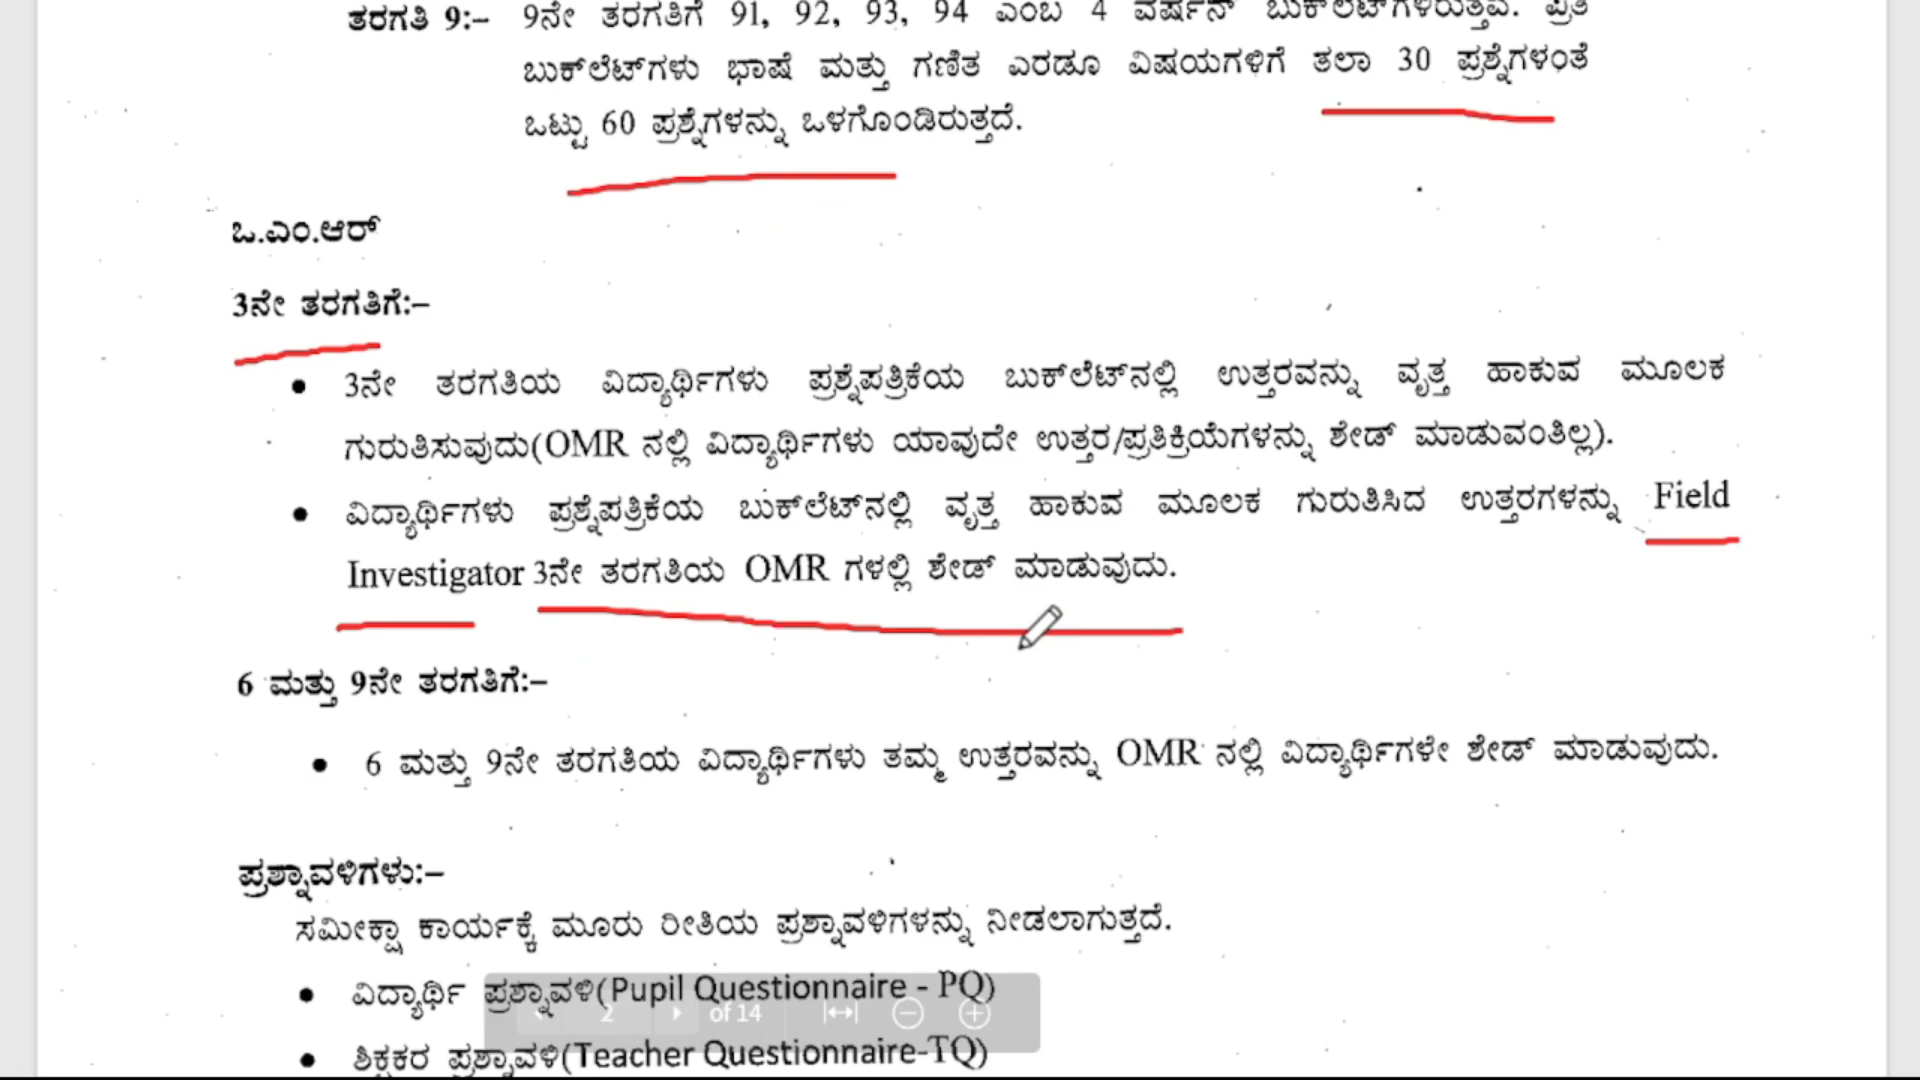 ತರಗತಿ 9:– 9ನೇ ತರಗತಿಗೆ 91, 92, 93, 94 ಎಂಬ 4 ವರ್ಷನ್ ಬುಕ್‌ಲೆಟ್‌ಗಳಿರುತ್ತವೆ. ಪ್ರತಿ
ಬುಕ್‌ಲೆಟ್‌ಗಳು ಭಾಷೆ ಮತ್ತು ಗಣಿತ ಎರಡೂ ವಿಷಯಗಳಿಗೆ ತಲಾ 30 ಪ್ರಶ್ನೆಗಳಂತೆ
ಒಟ್ಟು 60 ಪ್ರಶ್ನೆಗಳನ್ನು ಒಳಗೊಂಡಿರುತ್ತದೆ.
ಒ.ಎಂ.ಆರ್
3ನೇ ತರಗತಿಗೆ:–
• 3ನೇ ತರಗತಿಯ ವಿದ್ಯಾರ್ಥಿಗಳು ಪ್ರಶ್ನೆಪತ್ರಿಕೆಯ ಬುಕ್‌ಲೆಟ್‌ನಲ್ಲಿ ಉತ್ತರವನ್ನು ವೃತ್ತ ಹಾಕುವ ಮೂಲಕ
ಗುರುತಿಸುವುದು(OMR ನಲ್ಲಿ ವಿದ್ಯಾರ್ಥಿಗಳು ಯಾವುದೇ ಉತ್ತರ/ಪ್ರತಿಕ್ರಿಯೆಗಳನ್ನು ಶೇಡ್ ಮಾಡುವಂತಿಲ್ಲ).
• ವಿದ್ಯಾರ್ಥಿಗಳು ಪ್ರಶ್ನೆಪತ್ರಿಕೆಯ ಬುಕ್‌ಲೆಟ್‌ನಲ್ಲಿ ವೃತ್ತ ಹಾಕುವ ಮೂಲಕ ಗುರುತಿಸಿದ ಉತ್ತರಗಳನ್ನು Field
Investigator 3ನೇ ತರಗತಿಯ OMR ಗಳಲ್ಲಿ ಶೇಡ್ ಮಾಡುವುದು.
6 ಮತ್ತು 9ನೇ ತರಗತಿಗೆ:–
• 6 ಮತ್ತು 9ನೇ ತರಗತಿಯ ವಿದ್ಯಾರ್ಥಿಗಳು ತಮ್ಮ ಉತ್ತರವನ್ನು OMR ನಲ್ಲಿ ವಿದ್ಯಾರ್ಥಿಗಳೇ ಶೇಡ್ ಮಾಡುವುದು.
ಪ್ರಶ್ನಾವಳಿಗಳು:–
ಸಮೀಕ್ಷಾ ಕಾರ್ಯಕ್ಕೆ ಮೂರು ರೀತಿಯ ಪ್ರಶ್ನಾವಳಿಗಳನ್ನು ನೀಡಲಾಗುತ್ತದೆ.
• ವಿದ್ಯಾರ್ಥಿ ಪ್ರಶ್ನಾವಳಿ(Pupil Questionnaire - PQ)
2 of 14
• ಶಿಕ್ಷಕರ ಪ್ರಶ್ನಾವಳಿ(Teacher Questionnaire-TQ)